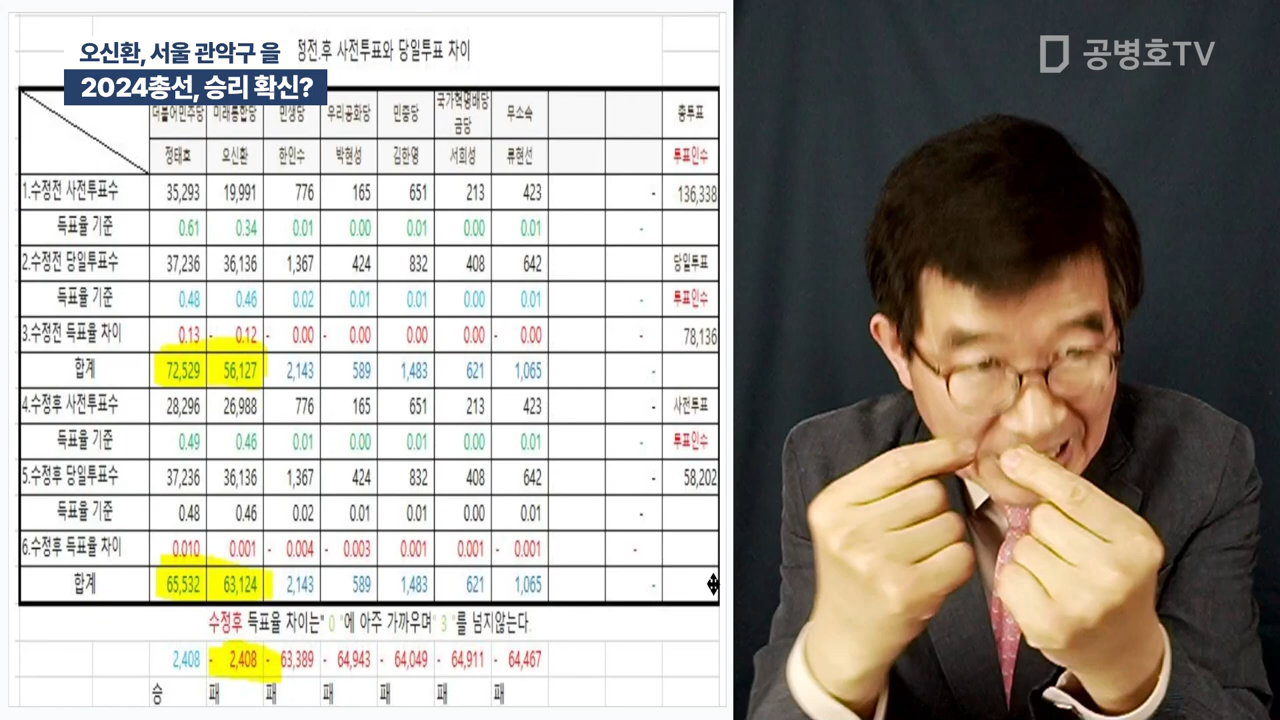 오신환, 서울 관악구 을
2024총선, 승리 확신?
정전.후 사전투표와 당일투표 차이
공병호TV
더불어민주당 미래통합당 민생당 우리공화당 민중당 국가혁명배당금당 무소속 총투표
정태호 오신환 한인수 박현성 김한영 서희성 류현선 투표인수
1.수정전 사전투표수 35,293 19,991 776 165 651 213 423 - 136,338
득표율 기준 0.61 0.34 0.01 0.00 0.01 0.00 0.01 -
2.수정전 당일투표수 37,236 36,136 1,367 424 832 408 642 - 당일투표
득표율 기준 0.48 0.46 0.02 0.01 0.01 0.00 0.01 - 투표인수
3.수정전 득표율 차이 0.13 - 0.12 - 0.00 - 0.00 0.00 0.00 - 0.00 - 78,136
합계 72,529 56,127 2,143 589 1,483 621 1,065 -
4.수정후 사전투표수 28,296 26,988 776 165 651 213 423 - 사전투표
득표율 기준 0.49 0.46 0.01 0.00 0.01 0.00 0.01 - 투표인수
5.수정후 당일투표수 37,236 36,136 1,367 424 832 408 642 - 58,202
득표율 기준 0.48 0.46 0.02 0.01 0.01 0.00 0.01 -
6.수정후 득표율 차이 0.010 0.001 - 0.004 - 0.003 0.001 0.001 - 0.001 -
합계 65,532 63,124 2,143 589 1,483 621 1,065 -
수정후 득표율 차이는" 0 "에 아주 가까우며" 3 "를 넘지않는다.
2,408 - 2,408 - 63,389 - 64,943 - 64,049 - 64,911 - 64,467
승 패 패 패 패 패 패